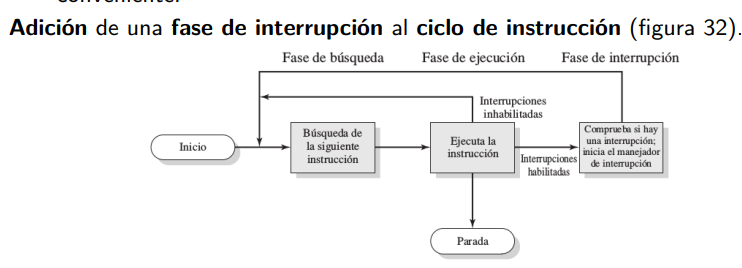 conveniente.
Adición de una fase de interrupción al ciclo de instrucción (figura 32).
Fase de búsqueda
Fase de ejecución
Fase de interrupción
Interrupciones
inhabilitadas
Inicio
Búsqueda de
la siguiente
instrucción
Ejecuta la
instrucción
Interrupciones
habilitadas
Comprueba si hay
una interrupción;
inicia el manejador
de interrupción
Parada